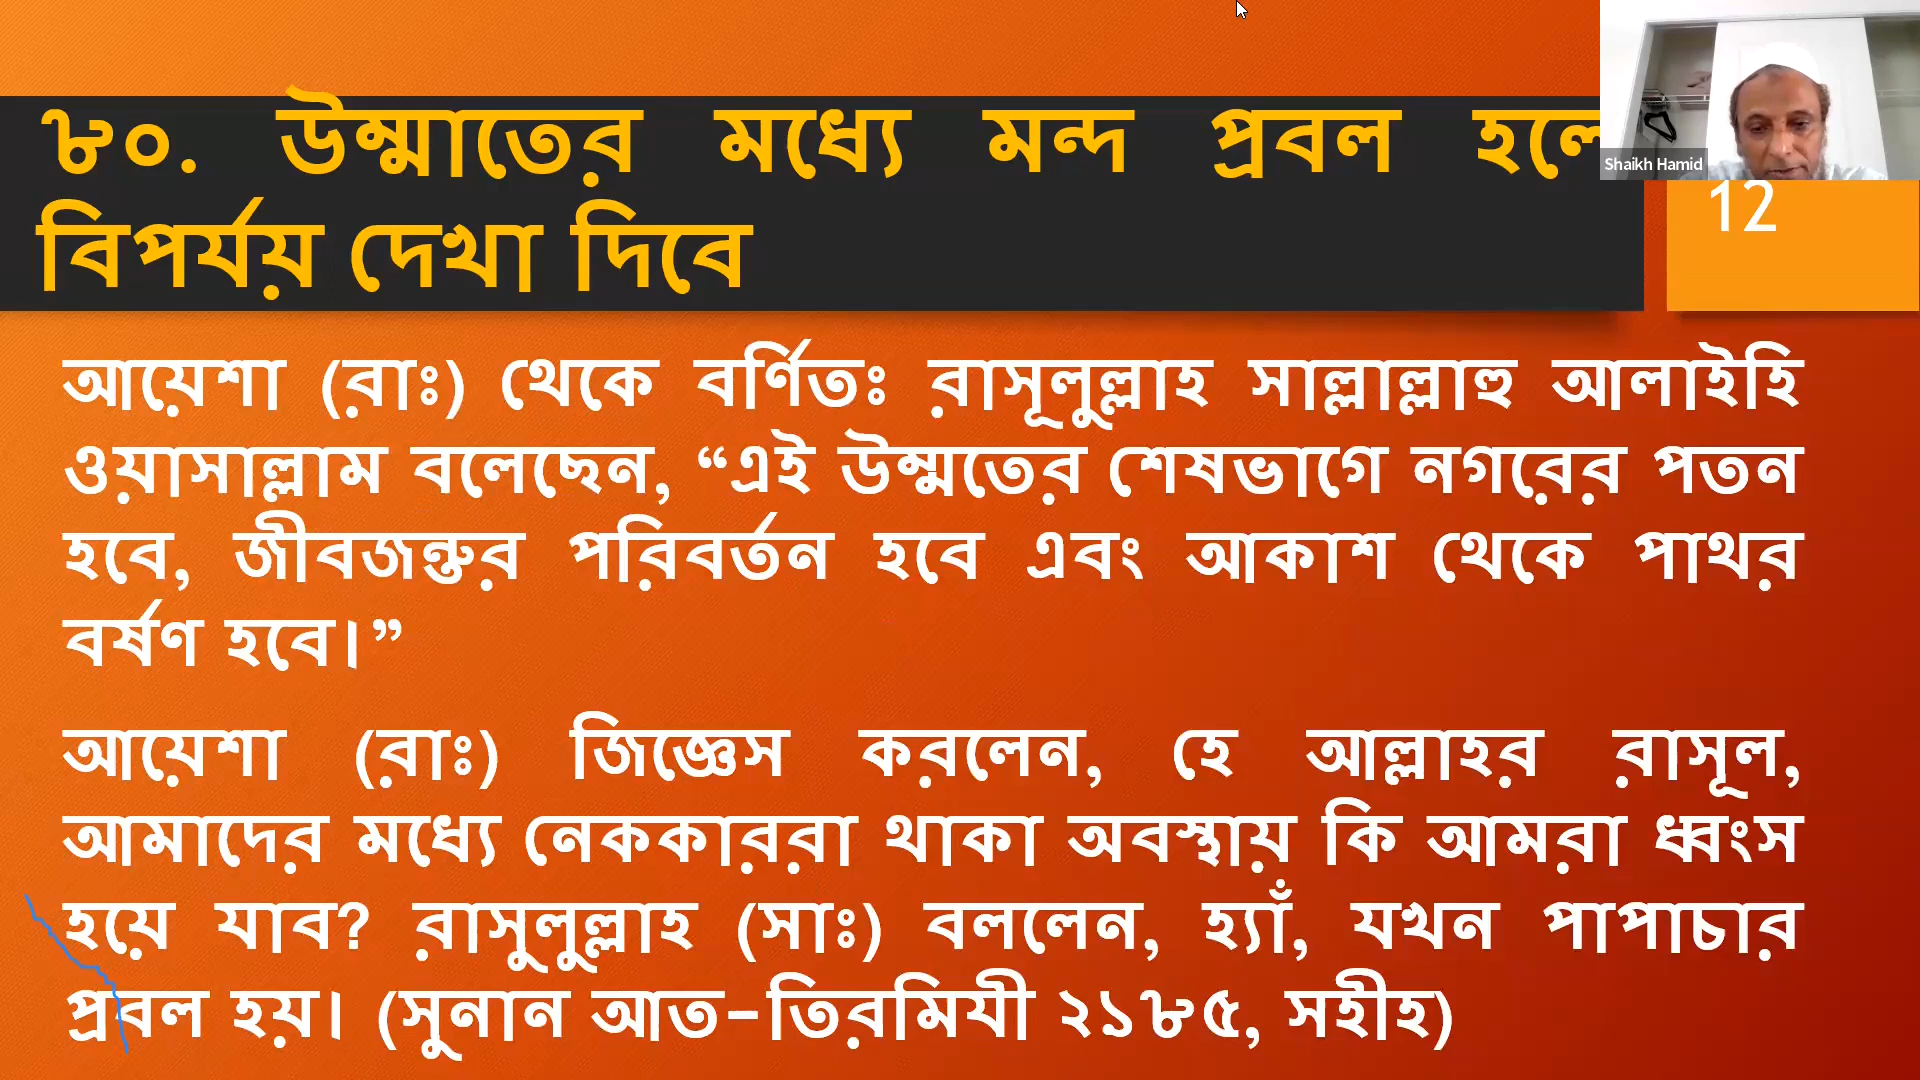 ৮০. উম্মাতের মধ্যে মন্দ প্রবল হলে
বিপর্যয় দেখা দিবে
Shaikh Hamid
12
আয়েশা (রাঃ) থেকে বর্ণিতঃ রাসূলুল্লাহ সাল্লাল্লাহু আলাইহি
ওয়াসাল্লাম বলেছেন, “এই উম্মতের শেষভাগে নগরের পতন
হবে, জীবজন্তুর পরিবর্তন হবে এবং আকাশ থেকে পাথর
বর্ষণ হবে।”
আয়েশা (রাঃ) জিজ্ঞেস করলেন, হে আল্লাহর রাসূল,
আমাদের মধ্যে নেককাররা থাকা অবস্থায় কি আমরা ধ্বংস
হয়ে যাব? রাসুলুল্লাহ (সাঃ) বললেন, হ্যাঁ, যখন পাপাচার
প্রবল হয়। (সুনান আত-তিরমিযী ২১৮৫, সহীহ)